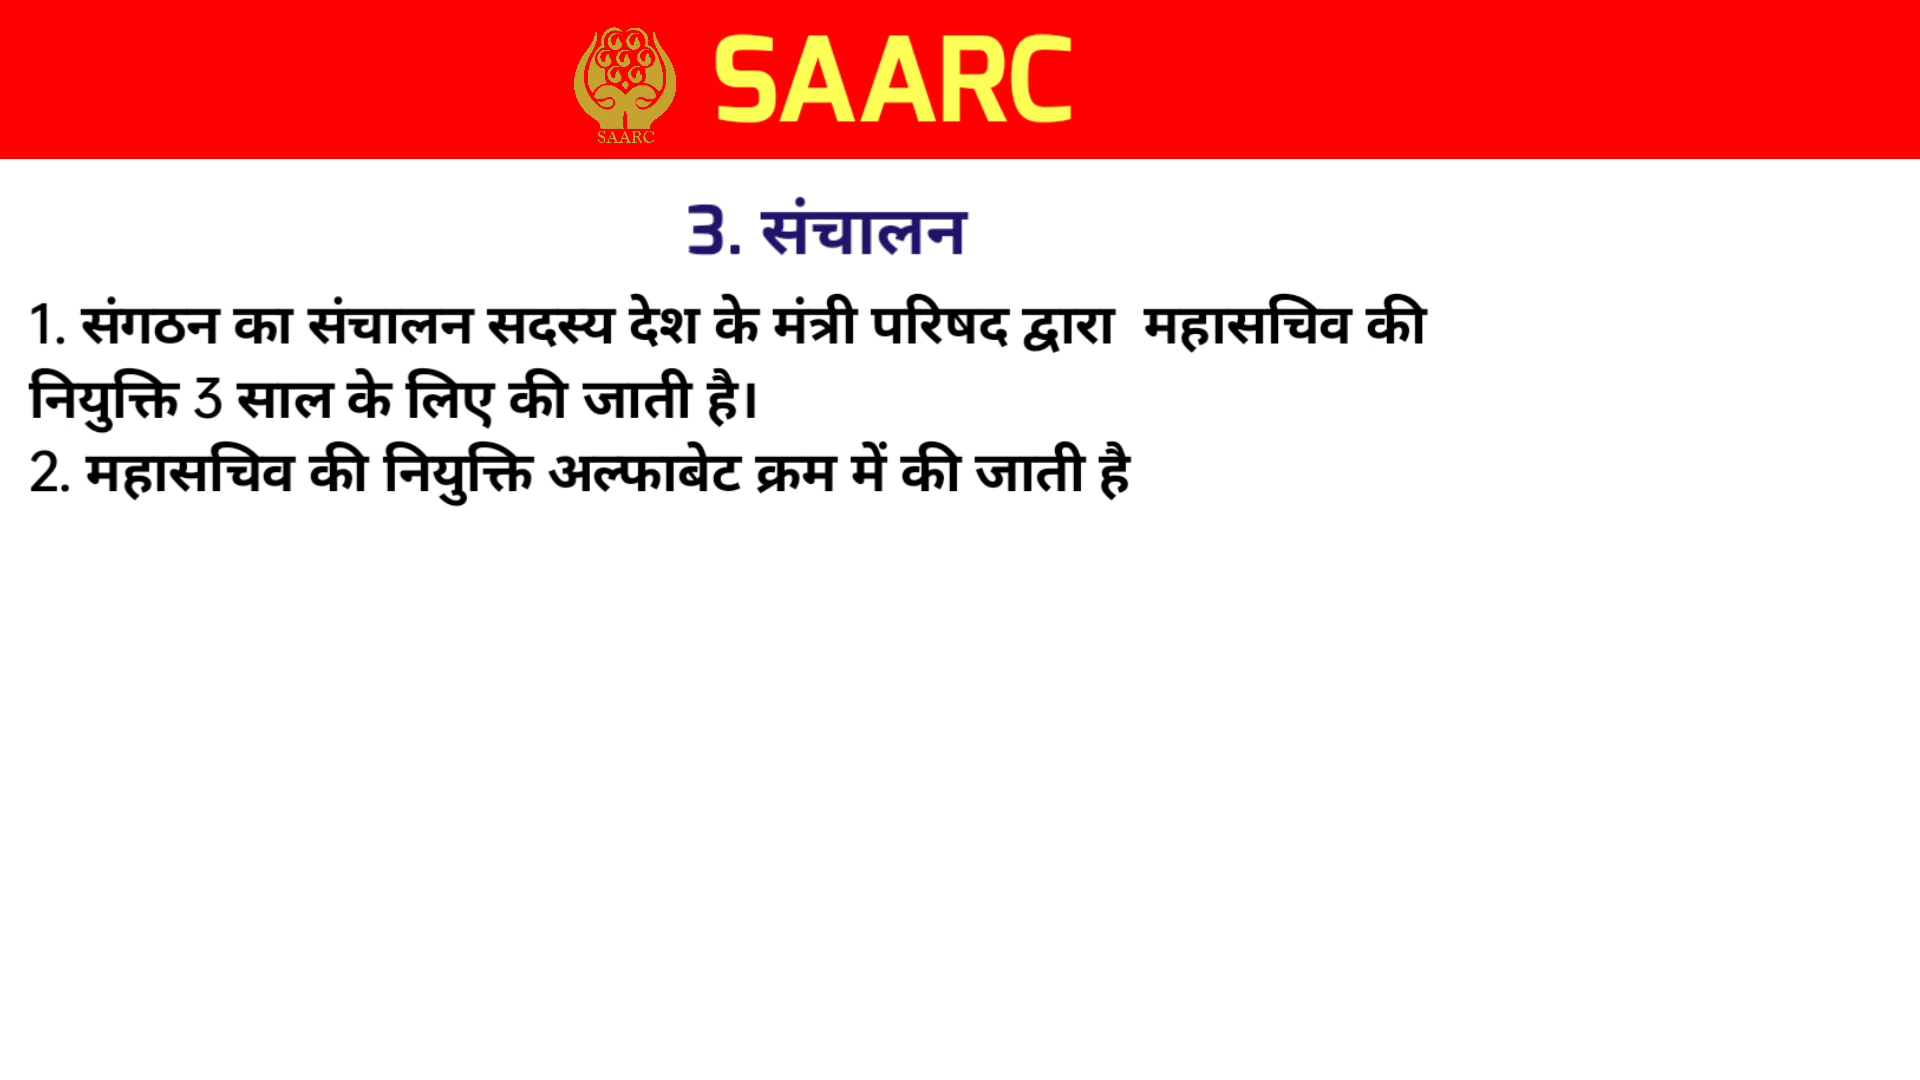 SAARC
SAARC
3. संचालन
1. संगठन का संचालन सदस्य देश के मंत्री परिषद द्वारा  महासचिव की
नियुक्ति 3 साल के लिए की जाती है।
2. महासचिव की नियुक्ति अल्फाबेट क्रम में की जाती है